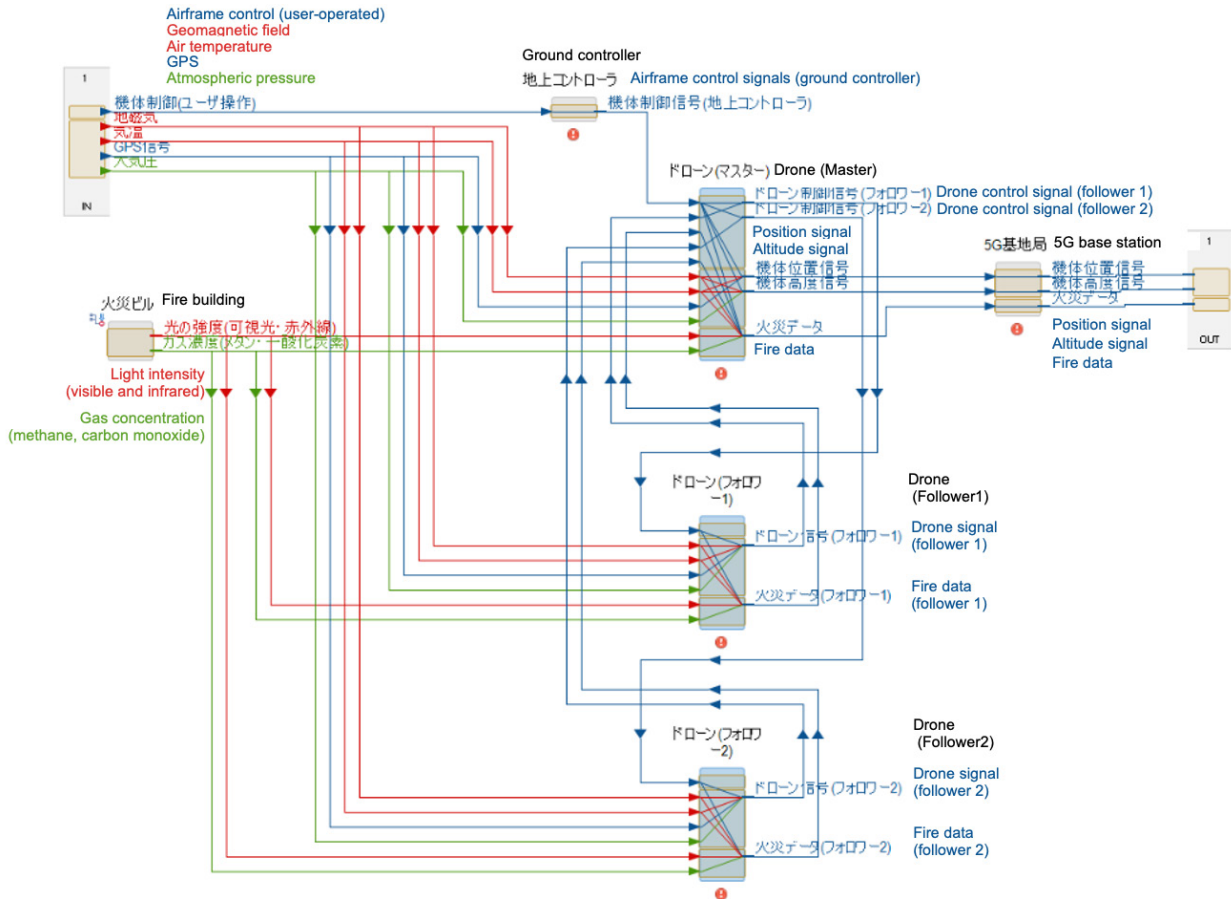 Airframe control (user-operated)
Geomagnetic field
Air temperature
GPS
Atmospheric pressure
Ground controller
地上コントローラ
Airframe control signals (ground controller)
1
機体制御(ユーザ操作)
機体制御信号(地上コントローラ)
地磁気
気温
GPS信号
大気圧
IN
ドローン(マスター)
Drone (Master)
ドローン制御信号(フォロワー1)
Drone control signal (follower 1)
ドローン制御信号(フォロワー2)
Drone control signal (follower 2)
Position signal
Altitude signal
機体位置信号
機体高度信号
火災データ
Fire data
5G基地局
5G base station
1
機体位置信号
機体高度信号
火災データ
OUT
Position signal
Altitude signal
Fire data
火災ビル
Fire building
光の強度(可視光・赤外線)
ガス濃度(メタン・一酸化炭素)
Light intensity
(visible and infrared)
Gas concentration
(methane, carbon monoxide)
ドローン(フォロワ
ー1)
Drone
(Follower1)
ドローン信号(フォロワー1)
Drone signal
(follower 1)
火災データ(フォロワー1)
Fire data
(follower 1)
ドローン(フォロワ
ー2)
Drone
(Follower2)
ドローン信号(フォロワー2)
Drone signal
(follower 2)
火災データ(フォロワー2)
Fire data
(follower 2)